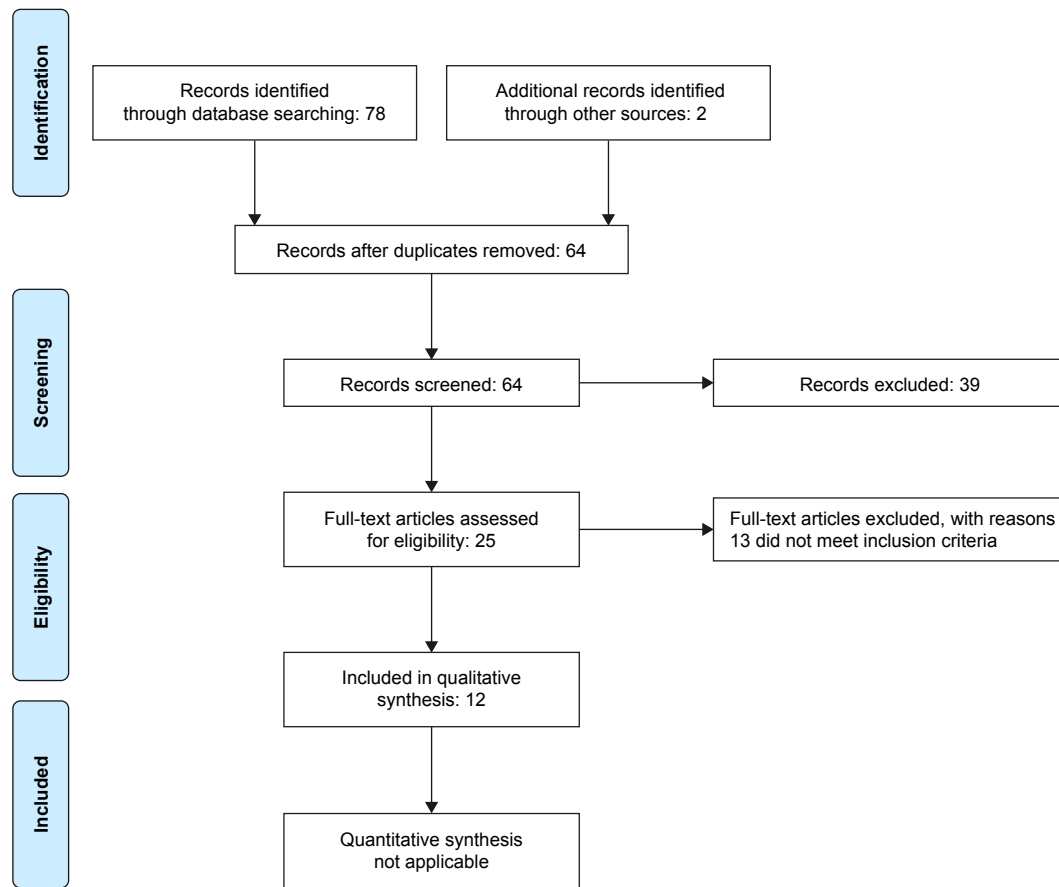 Identification
Records identified
through database searching: 78
Additional records identified
through other sources: 2
Records after duplicates removed: 64
Screening
Records screened: 64
Records excluded: 39
Eligibility
Full-text articles assessed
for eligibility: 25
Full-text articles excluded, with reasons
13 did not meet inclusion criteria
Included in qualitative
synthesis: 12
Included
Quantitative synthesis
not applicable